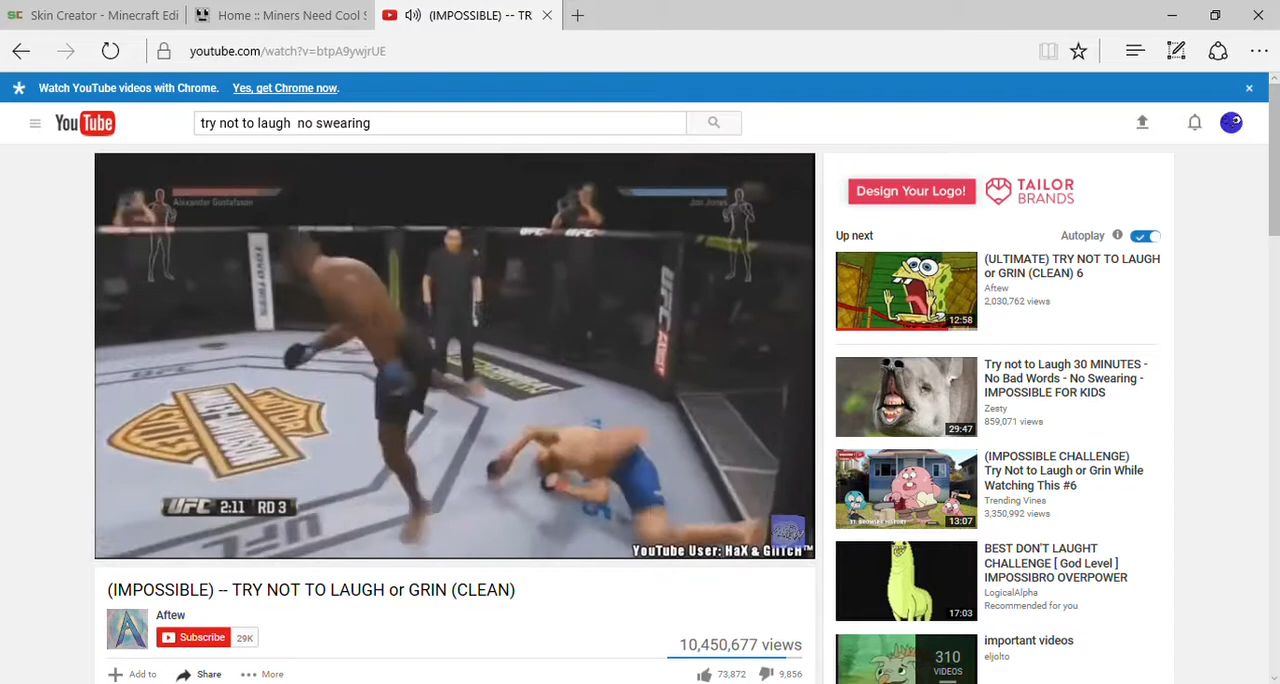 Skin Creator - Minecraft Edi
Home :: Miners Need Cool S
(IMPOSSIBLE) -- TR
youtube.com/watch?v=btpA9ywjrUE
Watch YouTube videos with Chrome. Yes, get Chrome now.
YouTube
try not to laugh  no swearing
Alexander Gustafsson
Jon Jones
UFC 2:11 RD 3
YouTube User: HaX & GliTcH™
(IMPOSSIBLE) -- TRY NOT TO LAUGH or GRIN (CLEAN)
Aftew
Subscribe 29K
10,450,677 views
Add to Share More
73,872 9,856
Design Your Logo! TAILOR BRANDS
Up next
Autoplay
(ULTIMATE) TRY NOT TO LAUGH
or GRIN (CLEAN) 6
Aftew
2,030,762 views
12:58
Try not to Laugh 30 MINUTES -
No Bad Words - No Swearing -
IMPOSSIBLE FOR KIDS
Zesty
859,071 views
29:47
(IMPOSSIBLE CHALLENGE)
Try Not to Laugh or Grin While
Watching This #6
Trending Vines
3,350,992 views
13:07
BEST DON'T LAUGHT
CHALLENGE [ God Level ]
IMPOSSIBRO OVERPOWER
LogicalAlpha
Recommended for you
17:03
important videos
eljolto
310
VIDEOS